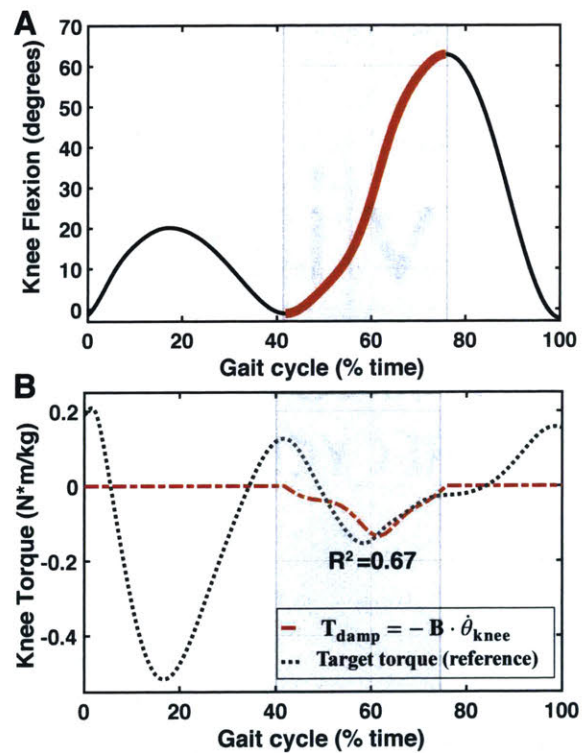 A
70
60
50
40
30
20
10
0
Knee Flexion (degrees)
0 20 40 60 80 100
Gait cycle (% time)
B
0.2
0
-0.2
-0.4
Knee Torque (N*m/kg)
R² =0.67
T_damp = − B · θ̇_knee
Target torque (reference)
0 20 40 60 80 100
Gait cycle (% time)